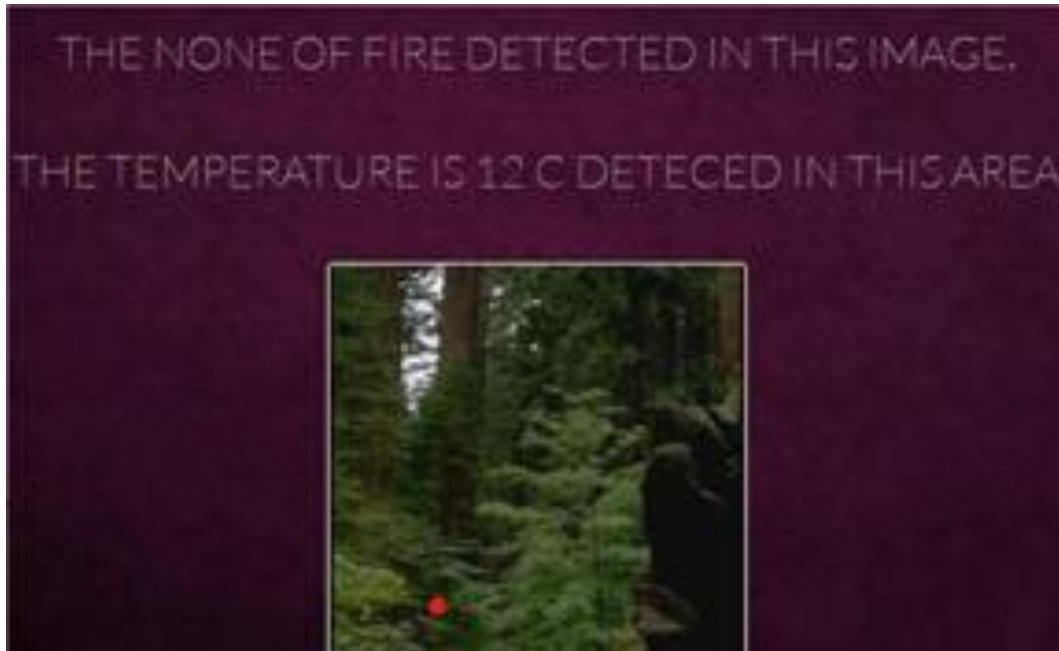 THE NONE OF FIRE DETECTED IN THIS IMAGE.
THE TEMPERATURE IS 12 C DETECED IN THIS AREA